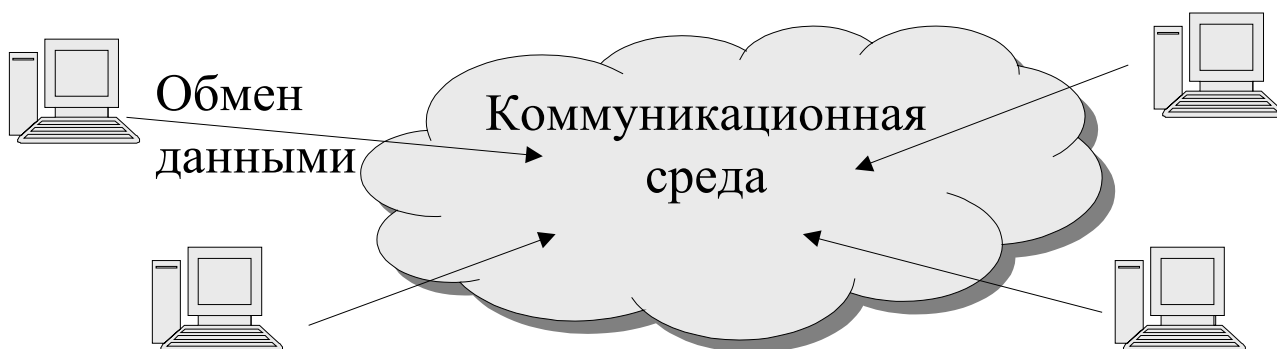 Обмен
данными
Коммуникационная
среда